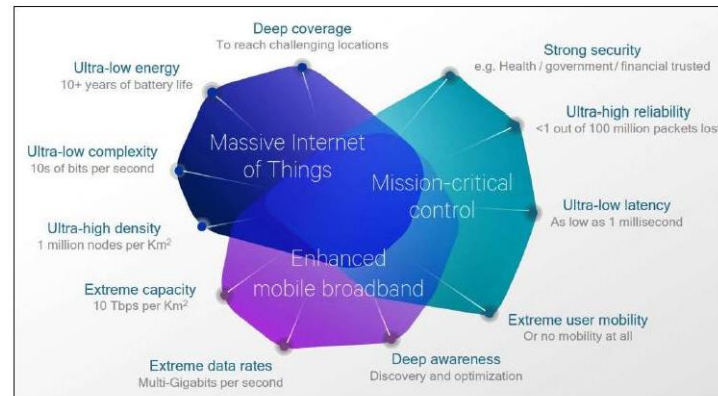 Deep coverage
To reach challenging locations
Strong security
e.g. Health / government / financial trusted
Ultra-low energy
10+ years of battery life
Ultra-high reliability
<1 out of 100 million packets lost
Massive Internet
of Things
Ultra-low complexity
10s of bits per second
Mission-critical
control
Ultra-low latency
As low as 1 millisecond
Ultra-high density
1 million nodes per Km²
Enhanced
mobile broadband
Extreme capacity
10 Tbps per Km²
Extreme user mobility
Or no mobility at all
Extreme data rates
Multi-Gigabits per second
Deep awareness
Discovery and optimization